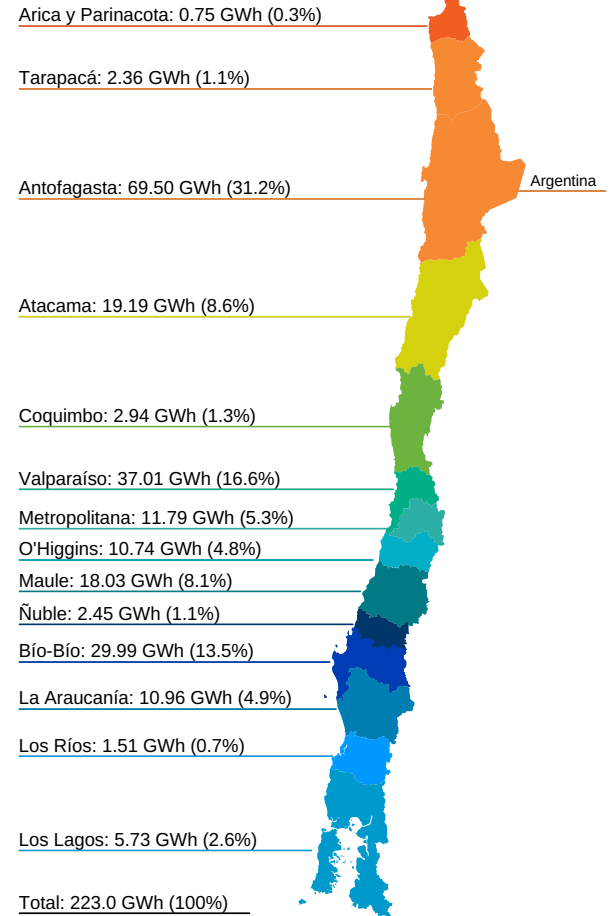 Arica y Parinacota: 0.75 GWh (0.3%)
Tarapacá: 2.36 GWh (1.1%)
Argentina
Antofagasta: 69.50 GWh (31.2%)
Atacama: 19.19 GWh (8.6%)
Coquimbo: 2.94 GWh (1.3%)
Valparaíso: 37.01 GWh (16.6%)
Metropolitana: 11.79 GWh (5.3%)
O'Higgins: 10.74 GWh (4.8%)
Maule: 18.03 GWh (8.1%)
Ñuble: 2.45 GWh (1.1%)
Bío-Bío: 29.99 GWh (13.5%)
La Araucanía: 10.96 GWh (4.9%)
Los Ríos: 1.51 GWh (0.7%)
Los Lagos: 5.73 GWh (2.6%)
Total: 223.0 GWh (100%)